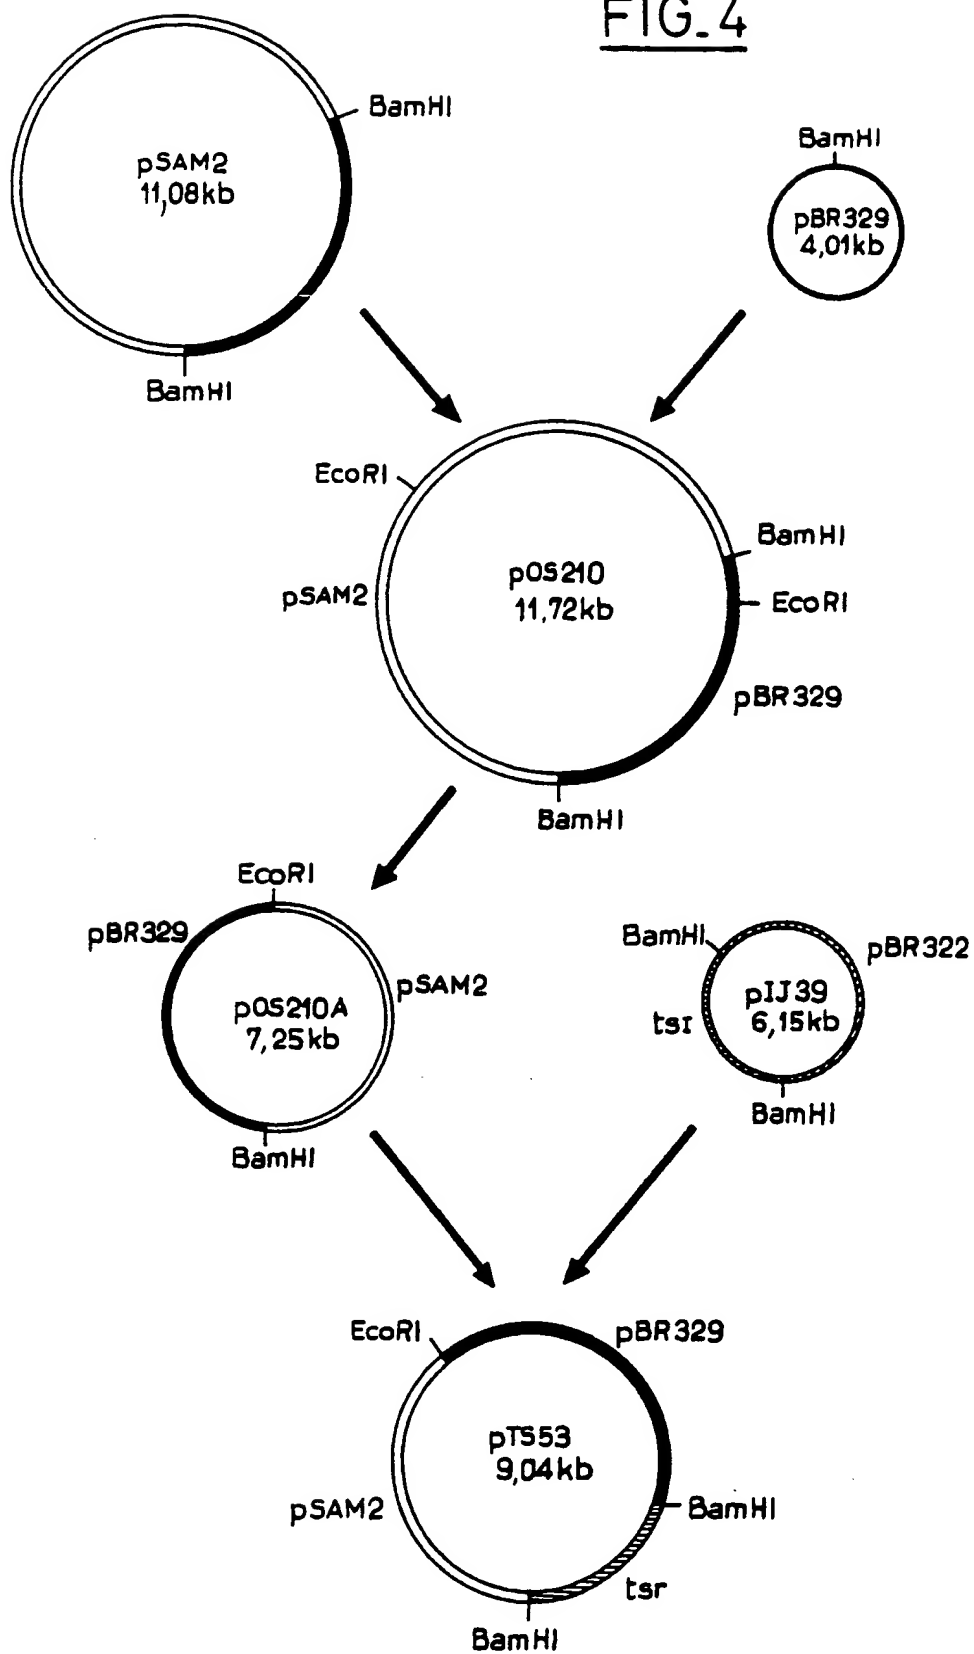 FIG_4
BamHI
pSAM2
11,08kb
BamHI
BamHI
pBR329
4,01kb
EcoRI
BamHI
pSAM2
pOS210
11,72kb
EcoRI
pBR329
BamHI
EcoRI
pBR329
pOS210A
7,25kb
pSAM2
BamHI
BamHI
pBR322
tsr
pIJ39
6,15kb
BamHI
EcoRI
pBR329
pTS53
9,04kb
pSAM2
BamHI
tsr
BamHI